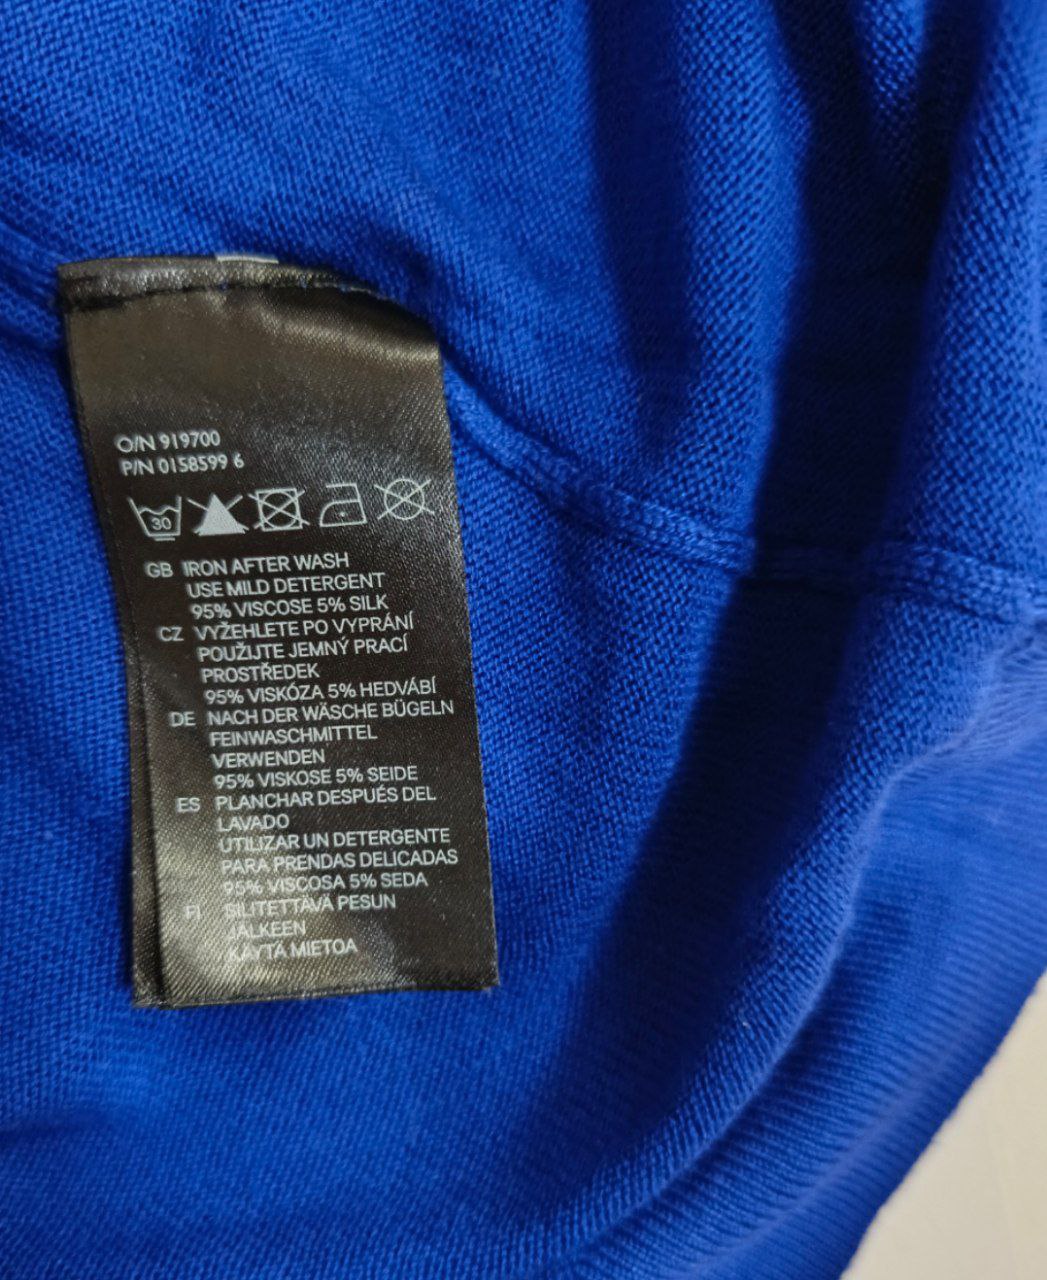 O/N 919700
P/N 0158599 6
30
GB IRON AFTER WASH
USE MILD DETERGENT
95% VISCOSE 5% SILK
CZ VYŽEHLETE PO VYPRÁNÍ
POUŽIJTE JEMNÝ PRACÍ
PROSTŘEDEK
95% VISKÓZA 5% HEDVÁBÍ
DE NACH DER WÄSCHE BÜGELN
FEINWASCHMITTEL
VERWENDEN
95% VISKOSE 5% SEIDE
ES PLANCHAR DESPUÉS DEL
LAVADO
UTILIZAR UN DETERGENTE
PARA PRENDAS DELICADAS
95% VISCOSA 5% SEDA
FI SILITETTÄVÄ PESUN
JÄLKEEN
KÄYTÄ MIETOA